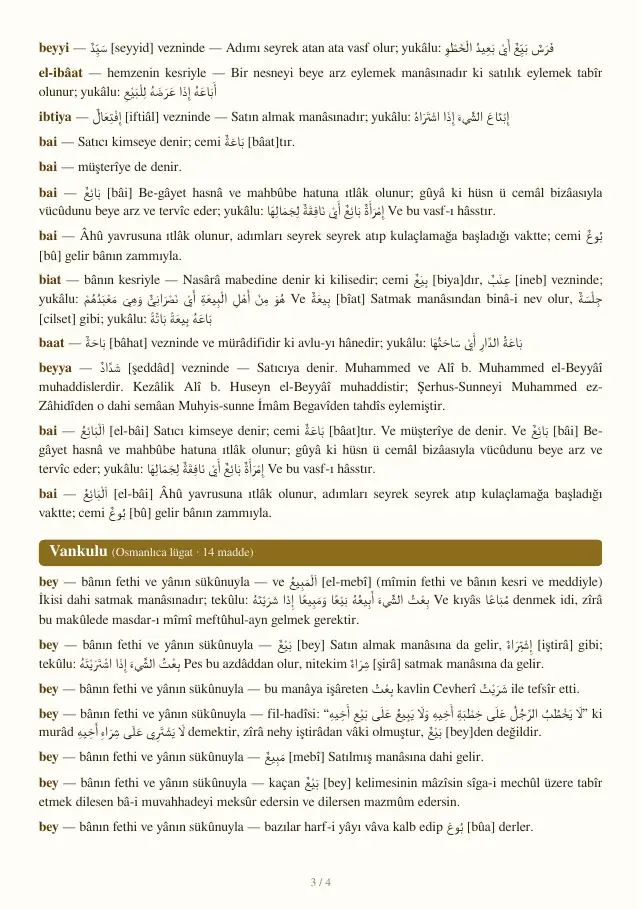 beyyi — سَيِّدٌ [seyyid] vezninde — Adımı seyrek atan ata vasf olur; yukâlu: فَرَسٌ بَيِّعٌ أَيْ بَعِيدُ الْخَطْوِ
el-ibâat — hemzenin kesriyle — Bir nesneyi beye arz eylemek manâsınadır ki satılık eylemek tabîr
olunur; yukâlu: أَبَاعَهُ إِذَا عَرَضَهُ لِلْبَيْعِ
ibtiya — إِفْتِعَالٌ [iftiâl] vezninde — Satın almak manâsınadır; yukâlu: إِبْتَاعَ الشَّيءَ إِذَا اشْتَرَاهُ
bai — Satıcı kimseye denir; cemi بَاعَةٌ [bâat]tır.
bai — müşterîye de denir.
bai — بَائِعٌ [bâi] Be-gâyet hasnâ ve mahbûbe hatuna ıtlâk olunur; gûyâ ki hüsn ü cemâl bizâasıyla
vücûdunu beye arz ve tervîc eder; yukâlu: إِمْرَأَةٌ بَائِعٌ أَيْ نَافِقَةٌ لِجَمَالِهَا Ve bu vasf-ı hâsstır.
bai — Âhû yavrusuna ıtlâk olunur, adımları seyrek seyrek atıp kulaçlamağa başladığı vaktte; cemi بُوعٌ
[bû] gelir bânın zammıyla.
biat — bânın kesriyle — Nasârâ mabedine denir ki kilisedir; cemi بِيَعٌ [biya]dır, عِنَبٌ [ineb] vezninde;
yukâlu: هُوَ مِنْ أَهْلِ الْبِيعَةِ أَيْ نَصْرَانِيٌّ وَهِيَ مَعْبَدُهُمْ Ve بِيعَةٌ [bîat] Satmak manâsından binâ-i nev olur, جِلْسَةٌ
[cilset] gibi; yukâlu: بَاعَهُ بِيعَةً بَاتَّةً
baat — بَاحَةٌ [bâhat] vezninde ve mürâdifidir ki avlu-yı hânedir; yukâlu: بَاعَةُ الدَّارِ أَيْ سَاحَتُهَا
beyya — شَدَّادٌ [şeddâd] vezninde — Satıcıya denir. Muhammed ve Alî b. Muhammed el-Beyyâî
muhaddislerdir. Kezâlik Alî b. Huseyn el-Beyyâî muhaddistir; Şerhus-Sunneyi Muhammed ez-
Zâhidîden o dahi semâan Muhyis-sunne İmâm Begavîden tahdîs eylemiştir.
bai — اَلْبَائِعُ [el-bâi] Satıcı kimseye denir; cemi بَاعَةٌ [bâat]tır. Ve müşterîye de denir. Ve بَائِعٌ [bâi] Be-
gâyet hasnâ ve mahbûbe hatuna ıtlâk olunur; gûyâ ki hüsn ü cemâl bizâasıyla vücûdunu beye arz ve
tervîc eder; yukâlu: إِمْرَأَةٌ بَائِعٌ أَيْ نَافِقَةٌ لِجَمَالِهَا Ve bu vasf-ı hâsstır.
bai — اَلْبَائِعُ [el-bâi] Âhû yavrusuna ıtlâk olunur, adımları seyrek seyrek atıp kulaçlamağa başladığı
vaktte; cemi بُوعٌ [bû] gelir bânın zammıyla.
Vankulu (Osmanlıca lügat · 14 madde)
bey — bânın fethi ve yânın sükûnuyla — ve اَلْمَبِيعُ [el-mebî] (mîmin fethi ve bânın kesri ve meddiyle)
İkisi dahi satmak manâsınadır; tekûlu: بِعْتُ الشَّيءَ أَبِيعُهُ بَيْعًا وَمَبِيعًا إِذَا شَرَيْتَهُ Ve kıyâs مَبَاعًا denmek idi, zîrâ
bu makûlede masdar-ı mîmî meftûhul-ayn gelmek gerektir.
bey — bânın fethi ve yânın sükûnuyla — بَيْعٌ [bey] Satın almak manâsına da gelir, إِشْتِرَاءٌ [iştirâ] gibi;
tekûlu: بِعْتُ الشَّيءَ إِذَا اشْتَرَيْتَهُ Pes bu azdâddan olur, nitekim شِرَاءٌ [şirâ] satmak manâsına da gelir.
bey — bânın fethi ve yânın sükûnuyla — bu manâya işâreten بِعْتُ kavlin Cevherî شَرَيْتُ ile tefsîr etti.
bey — bânın fethi ve yânın sükûnuyla — fil-hadîsi: “لَا يَخْطُبُ الرَّجُلُ عَلَى خِطْبَةِ أَخِيهِ وَلَا يَبِيعُ عَلَى بَيْعِ أَخِيهِ” ki
murâd لَا يَشْتَرِي عَلَى شِرَاءِ أَخِيهِ demektir, zîrâ nehy iştirâdan vâki olmuştur, بَيْعٌ [bey]den değildir.
bey — bânın fethi ve yânın sükûnuyla — مَبِيعٌ [mebî] Satılmış manâsına dahi gelir.
bey — bânın fethi ve yânın sükûnuyla — kaçan بَيْعٌ [bey] kelimesinin mâzîsin sîga-i mechûl üzere tabîr
etmek dilesen bâ-i muvahhadeyi meksûr edersin ve dilersen mazmûm edersin.
bey — bânın fethi ve yânın sükûnuyla — bazılar harf-i yâyı vâva kalb edip بُوعَ [bûa] derler.
3 / 4